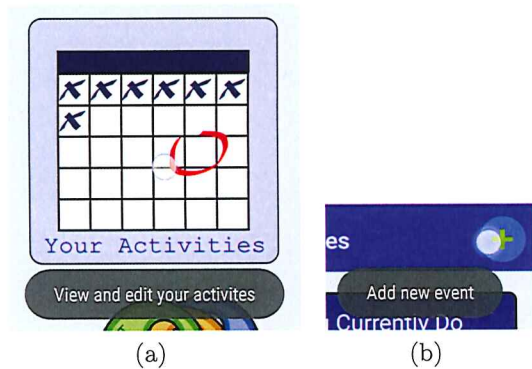 Your Activities
View and edit your activites
(a)
es
+
Add new event
Currently Do
(b)